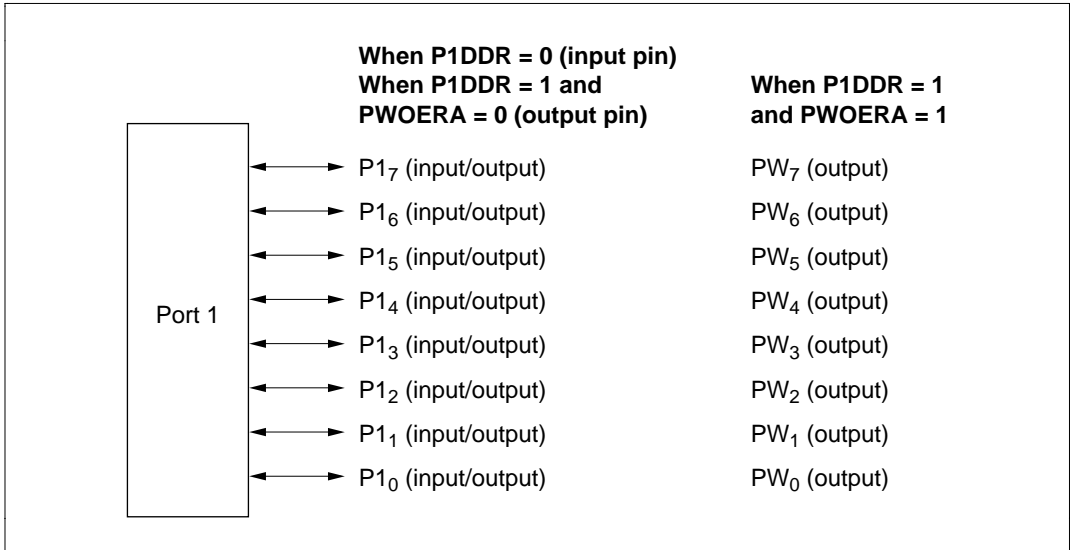 When P1DDR = 0 (input pin)
When P1DDR = 1 and
PWOERA = 0 (output pin)
When P1DDR = 1
and PWOERA = 1
Port 1
P1₇ (input/output) PW₇ (output)
P1₆ (input/output) PW₆ (output)
P1₅ (input/output) PW₅ (output)
P1₄ (input/output) PW₄ (output)
P1₃ (input/output) PW₃ (output)
P1₂ (input/output) PW₂ (output)
P1₁ (input/output) PW₁ (output)
P1₀ (input/output) PW₀ (output)